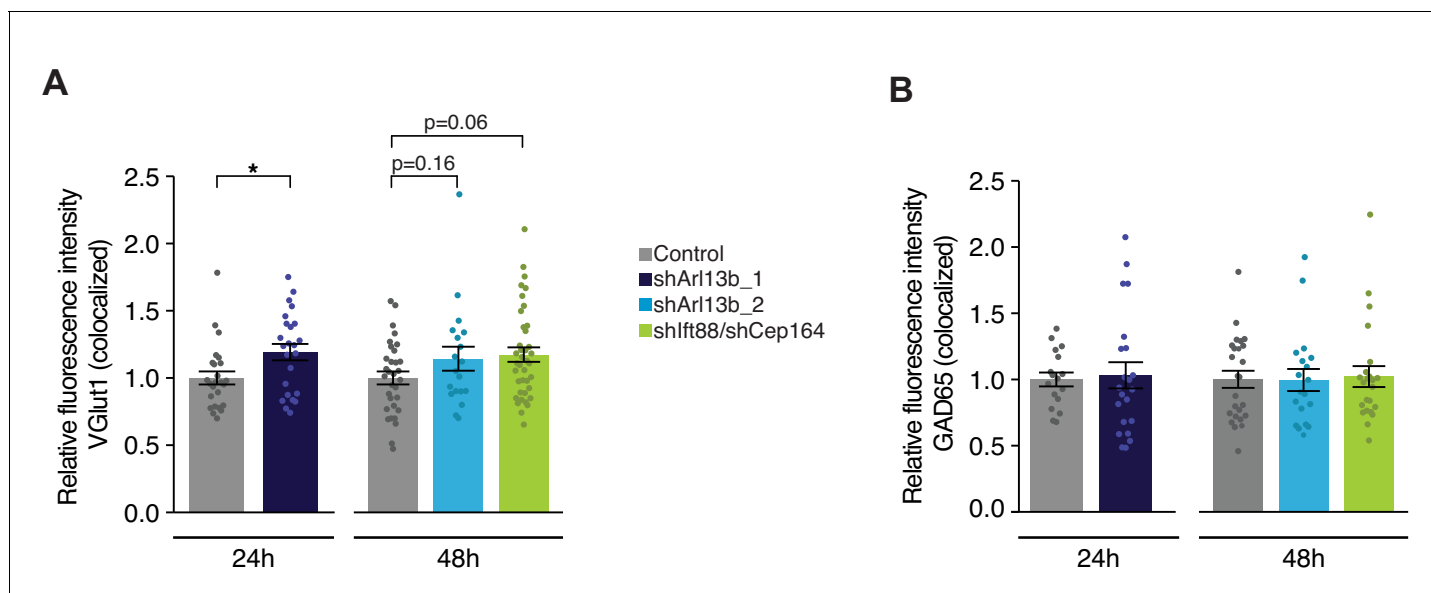 A
Relative fluorescence intensity
VGlut1 (colocalized)
2.5
2.0
1.5
1.0
0.5
0.0
*
p=0.16
p=0.06
24h
48h
Control
shArl13b_1
shArl13b_2
shIft88/shCep164
B
Relative fluorescence intensity
GAD65 (colocalized)
2.5
2.0
1.5
1.0
0.5
0.0
24h
48h